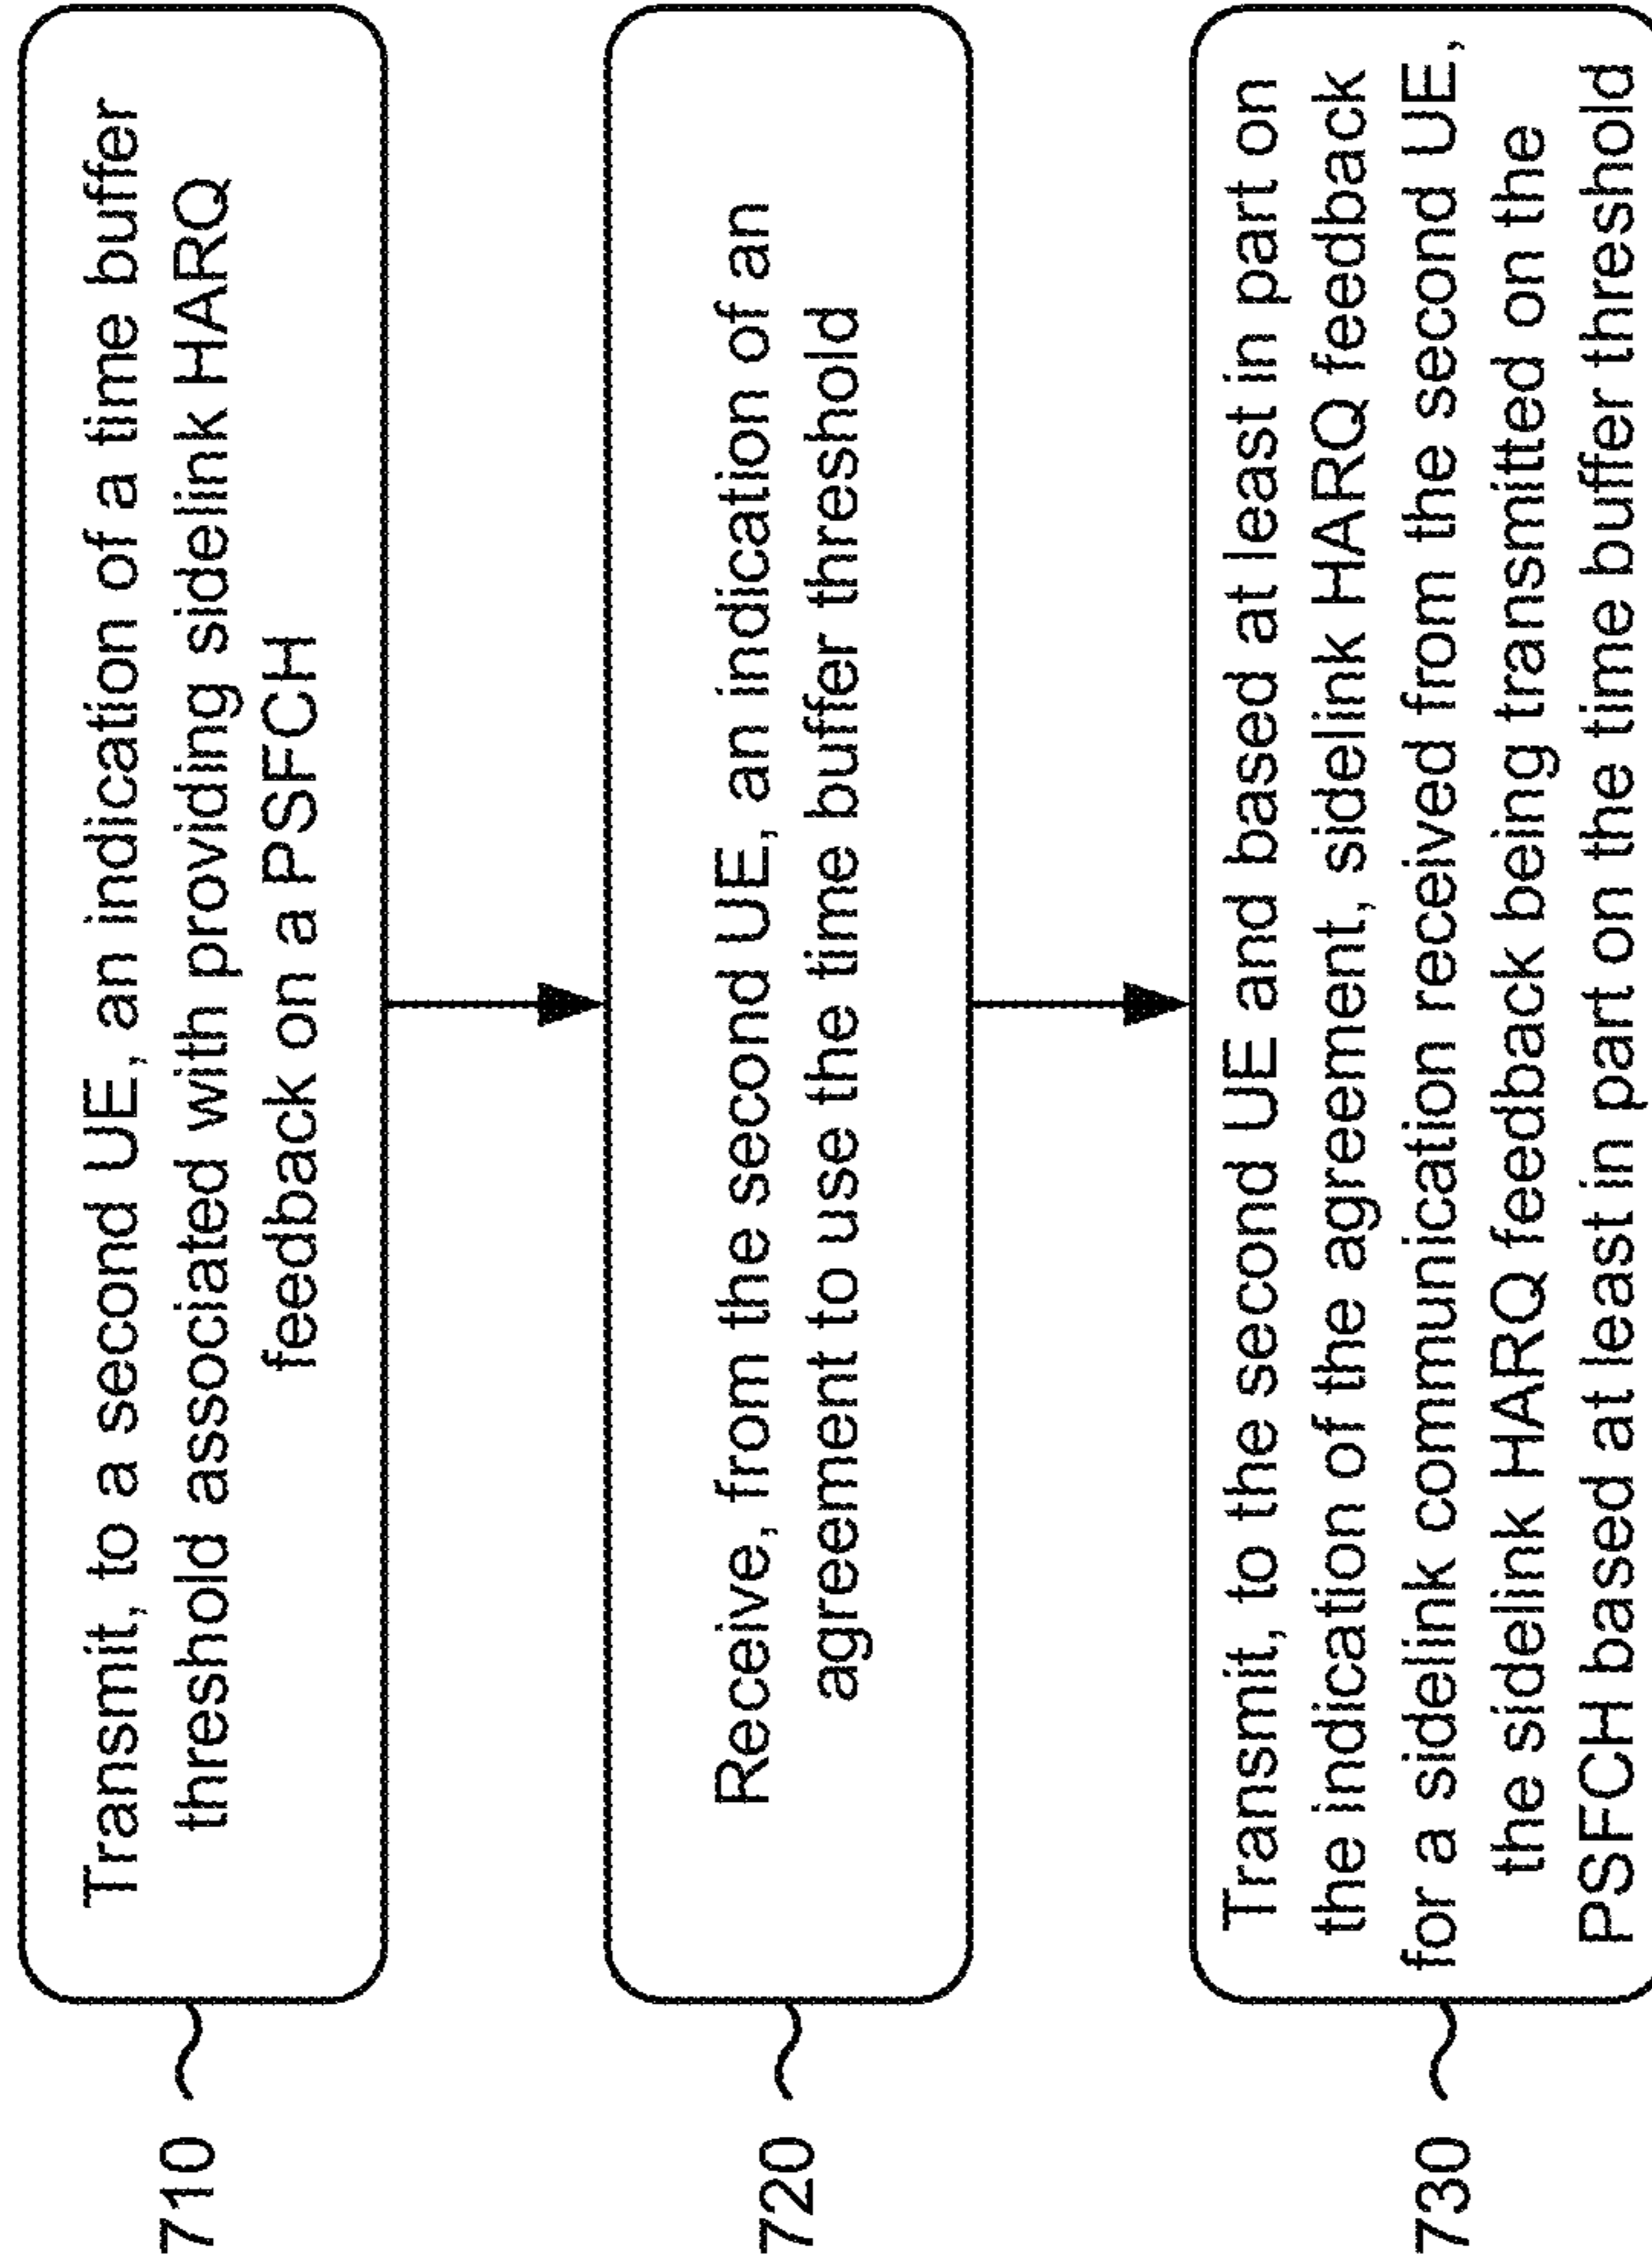 710
Transmit, to a second UE, an indication of a time buffer
threshold associated with providing sidelink HARQ
feedback on a PSFCH
720
Receive, from the second UE, an indication of an
agreement to use the time buffer threshold
730
Transmit, to the second UE and based at least in part on
the indication of the agreement, sidelink HARQ feedback
for a sidelink communication received from the second UE,
the sidelink HARQ feedback being transmitted on the
PSFCH based at least in part on the time buffer threshold